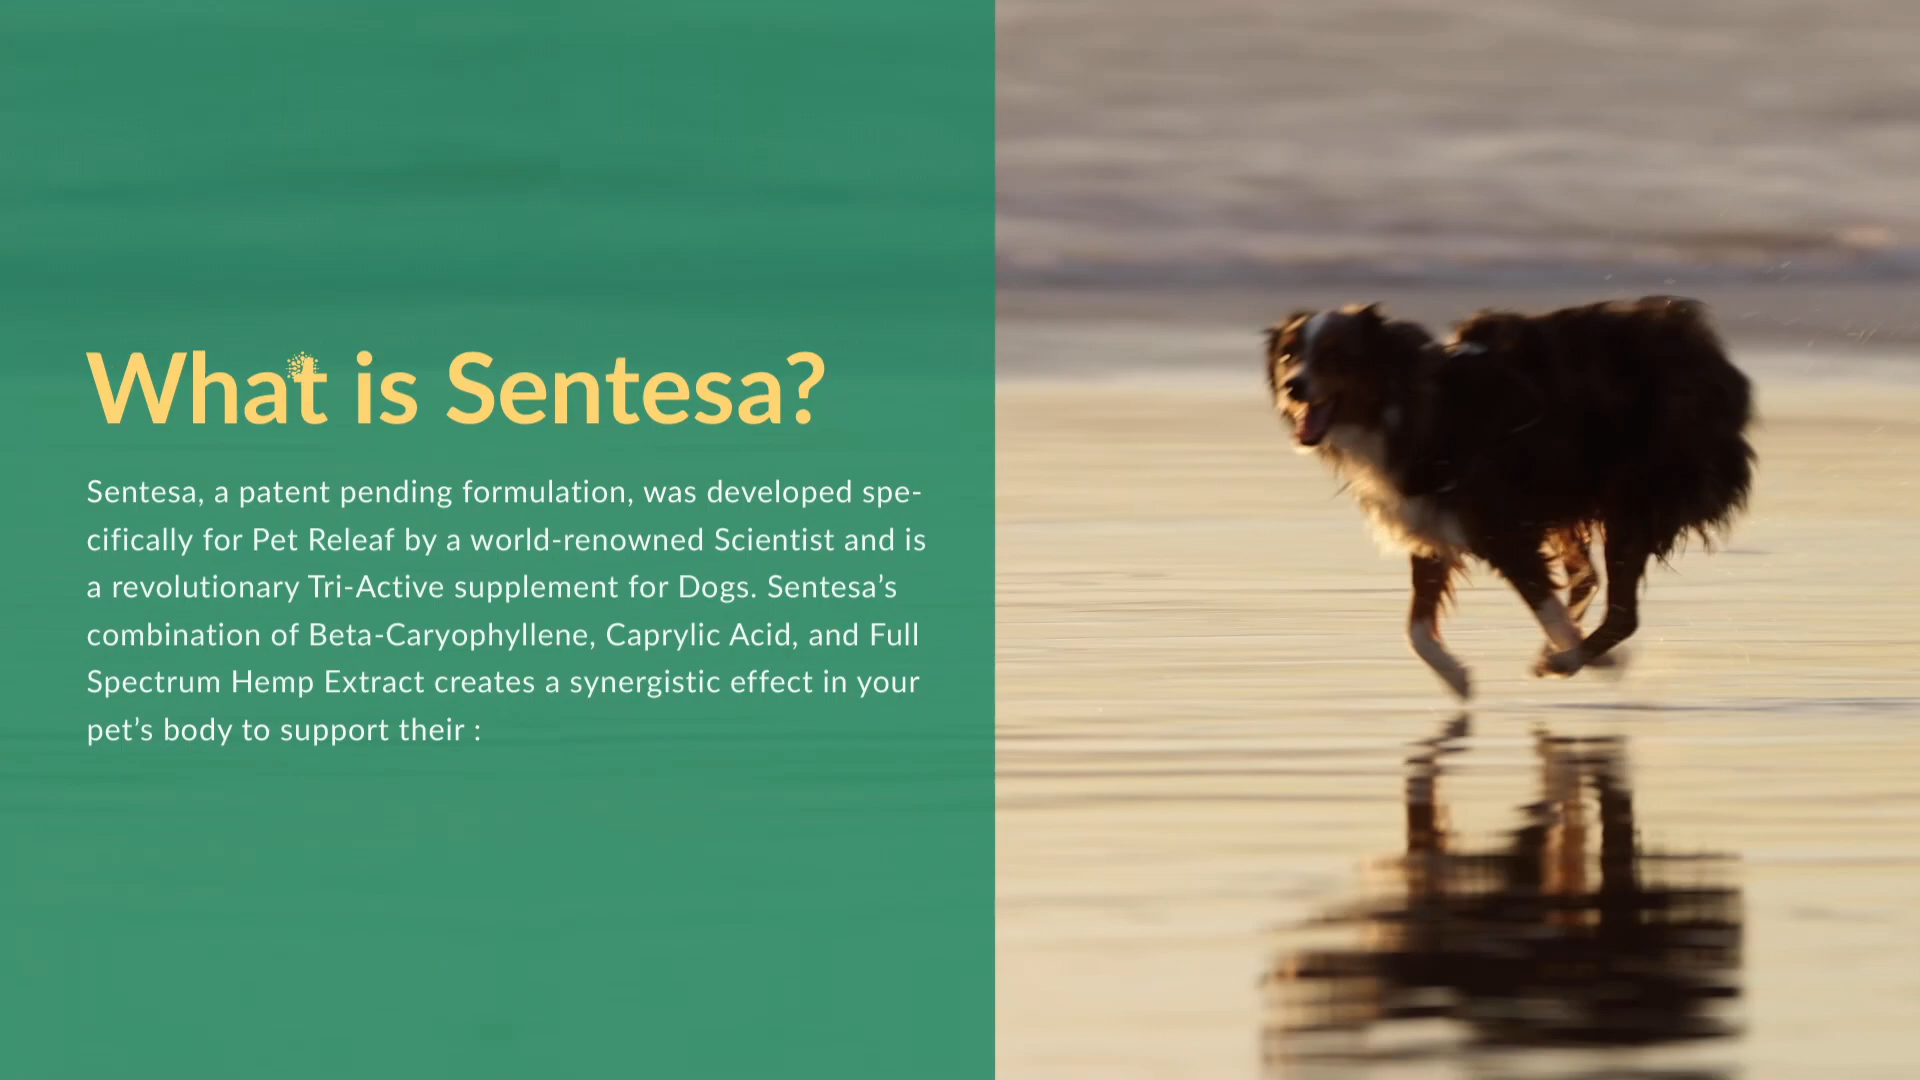 What is Sentesa?
Sentesa, a patent pending formulation, was developed spe-
cifically for Pet Releaf by a world-renowned Scientist and is
a revolutionary Tri-Active supplement for Dogs. Sentesa’s
combination of Beta-Caryophyllene, Caprylic Acid, and Full
Spectrum Hemp Extract creates a synergistic effect in your
pet’s body to support their :